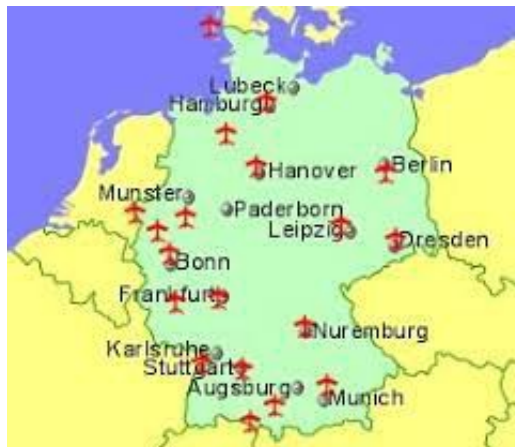 Lubeck
Hamburg
Hanover
Berlin
Munster
Paderborn
Leipzig
Dresden
Bonn
Frankfurt
Nuremburg
Karlsruhe
Stuttgart
Augsburg
Munich